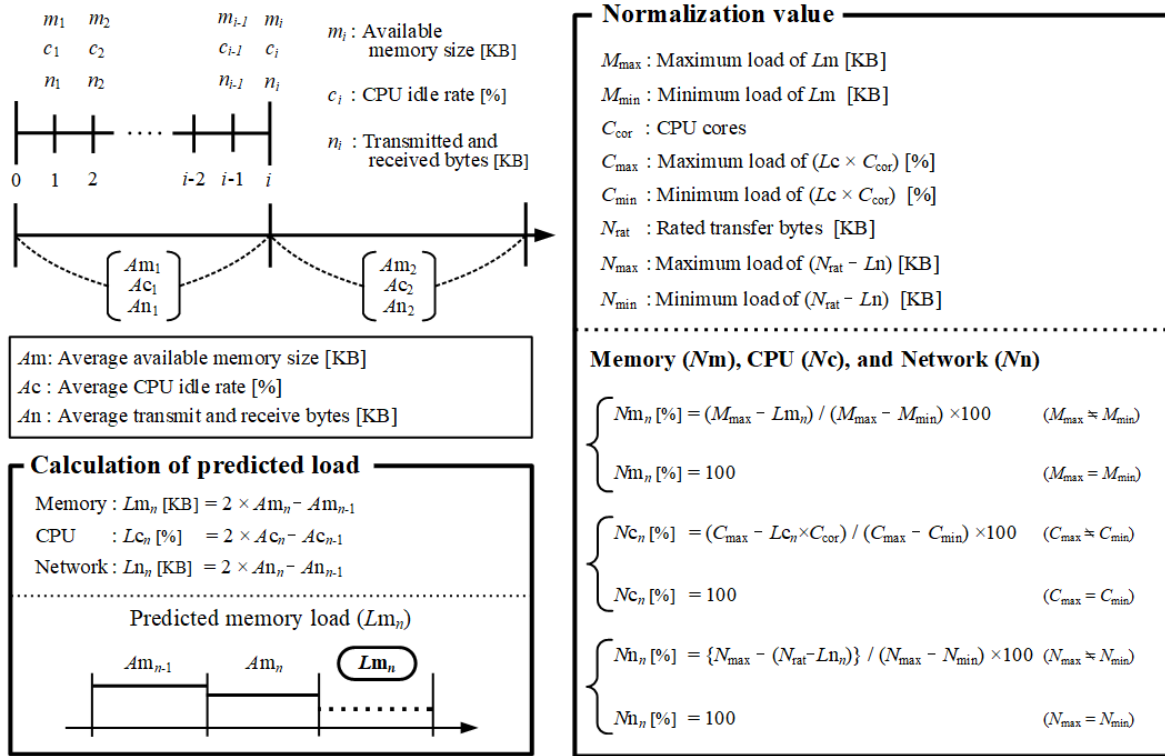 m1 m2 mi-1 mi
c1 c2 ci-1 ci
n1 n2 ni-1 ni
0 1 2 ‥‥ i-2 i-1 i
mi : Available
memory size [KB]
ci : CPU idle rate [%]
ni : Transmitted and
received bytes [KB]
Am1 Am2
Ac1 Ac2
An1 An2
Am: Average available memory size [KB]
Ac : Average CPU idle rate [%]
An : Average transmit and receive bytes [KB]
Calculation of predicted load
Memory : Lmn [KB] = 2 × Amn − Amn-1
CPU : Lcn [%] = 2 × Acn − Acn-1
Network : Lnn [KB] = 2 × Ann − Ann-1
Predicted memory load (Lmn)
Amn-1 Amn Lmn
Normalization value
Mmax : Maximum load of Lm [KB]
Mmin : Minimum load of Lm [KB]
Ccor : CPU cores
Cmax : Maximum load of (Lc × Ccor) [%]
Cmin : Minimum load of (Lc × Ccor) [%]
Nrat : Rated transfer bytes [KB]
Nmax : Maximum load of (Nrat − Ln) [KB]
Nmin : Minimum load of (Nrat − Ln) [KB]
Memory (Nm), CPU (Nc), and Network (Nn)
Nmn [%] = (Mmax − Lmn) / (Mmax − Mmin) ×100 (Mmax ≒ Mmin)
Nmn [%] = 100 (Mmax = Mmin)
Ncn [%] = (Cmax − Lcn×Ccor) / (Cmax − Cmin) ×100 (Cmax ≒ Cmin)
Ncn [%] = 100 (Cmax = Cmin)
Nnn [%] = {Nmax − (Nrat−Lnn)} / (Nmax − Nmin) ×100 (Nmax ≒ Nmin)
Nnn [%] = 100 (Nmax = Nmin)